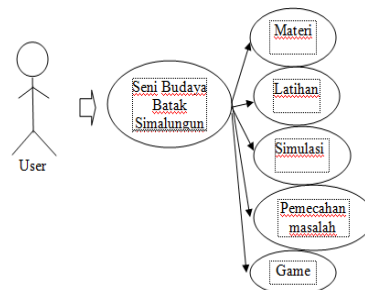 User
Seni Budaya
Batak
Simalungun
Materi
Latihan
Simulasi
Pemecahan
masalah
Game